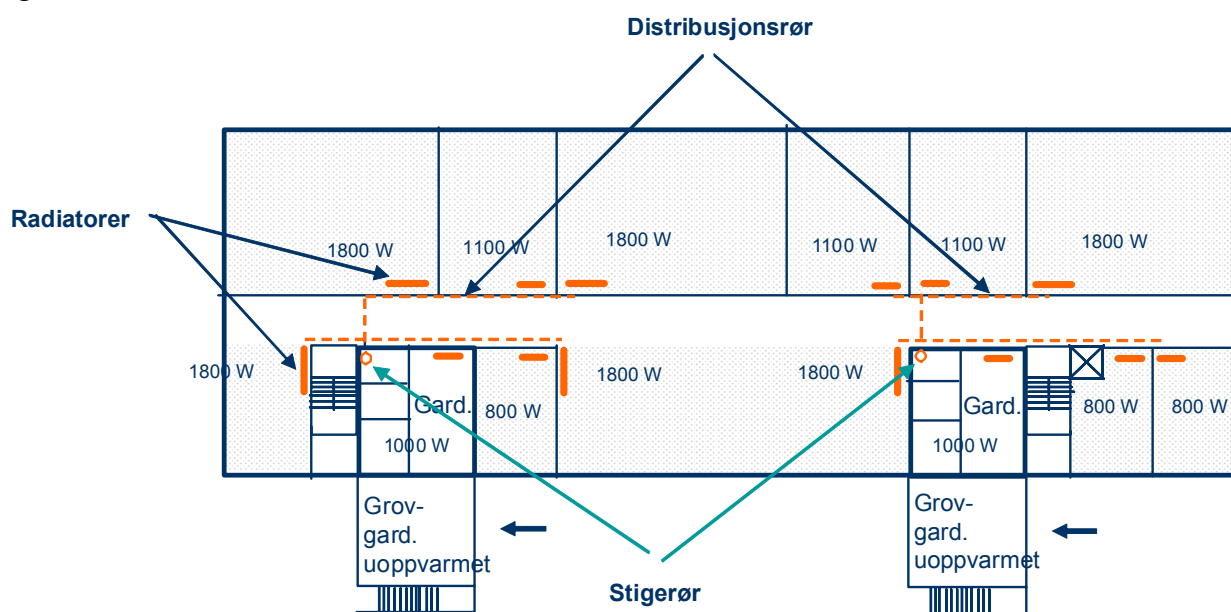 Distribusjonsrør
Radiatorer
1800 W
1100 W
1800 W
1100 W
1100 W
1800 W
1800 W
Gard.
1000 W
800 W
1800 W
1800 W
Gard.
1000 W
800 W
800 W
Grov-
gard.
uoppvarmet
Grov-
gard.
uoppvarmet
Stigerør